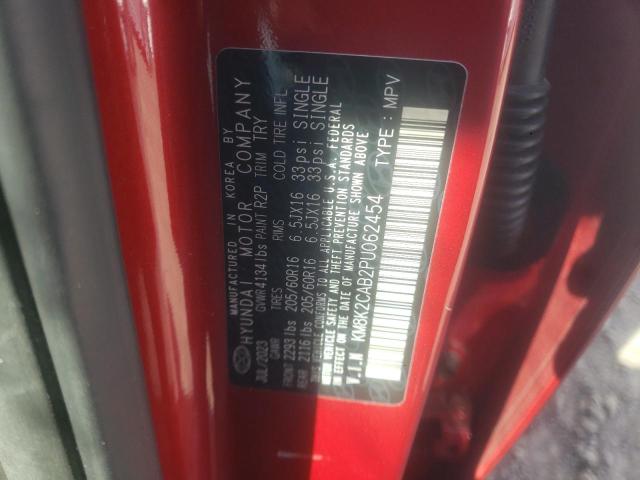 MANUFACTURED IN KOREA BY
HYUNDAI MOTOR COMPANY
JUL/2023 GVWR 4134 lbs PAINT R2P TRIM TRY
GAWR TIRES RIMS COLD TIRE INFL
FRONT 2293 lbs 205/60R16 6.5JX16 33psi SINGLE
REAR 2116 lbs 205/60R16 6.5JX16 33psi SINGLE
THIS VEHICLE CONFORMS TO ALL APPLICABLE U.S.A. FEDERAL
MOTOR VEHICLE SAFETY AND THEFT PREVENTION STANDARDS
IN EFFECT ON THE DATE OF MANUFACTURE SHOWN ABOVE
V.I.N KM8K2CAB2PU062454 TYPE : MPV